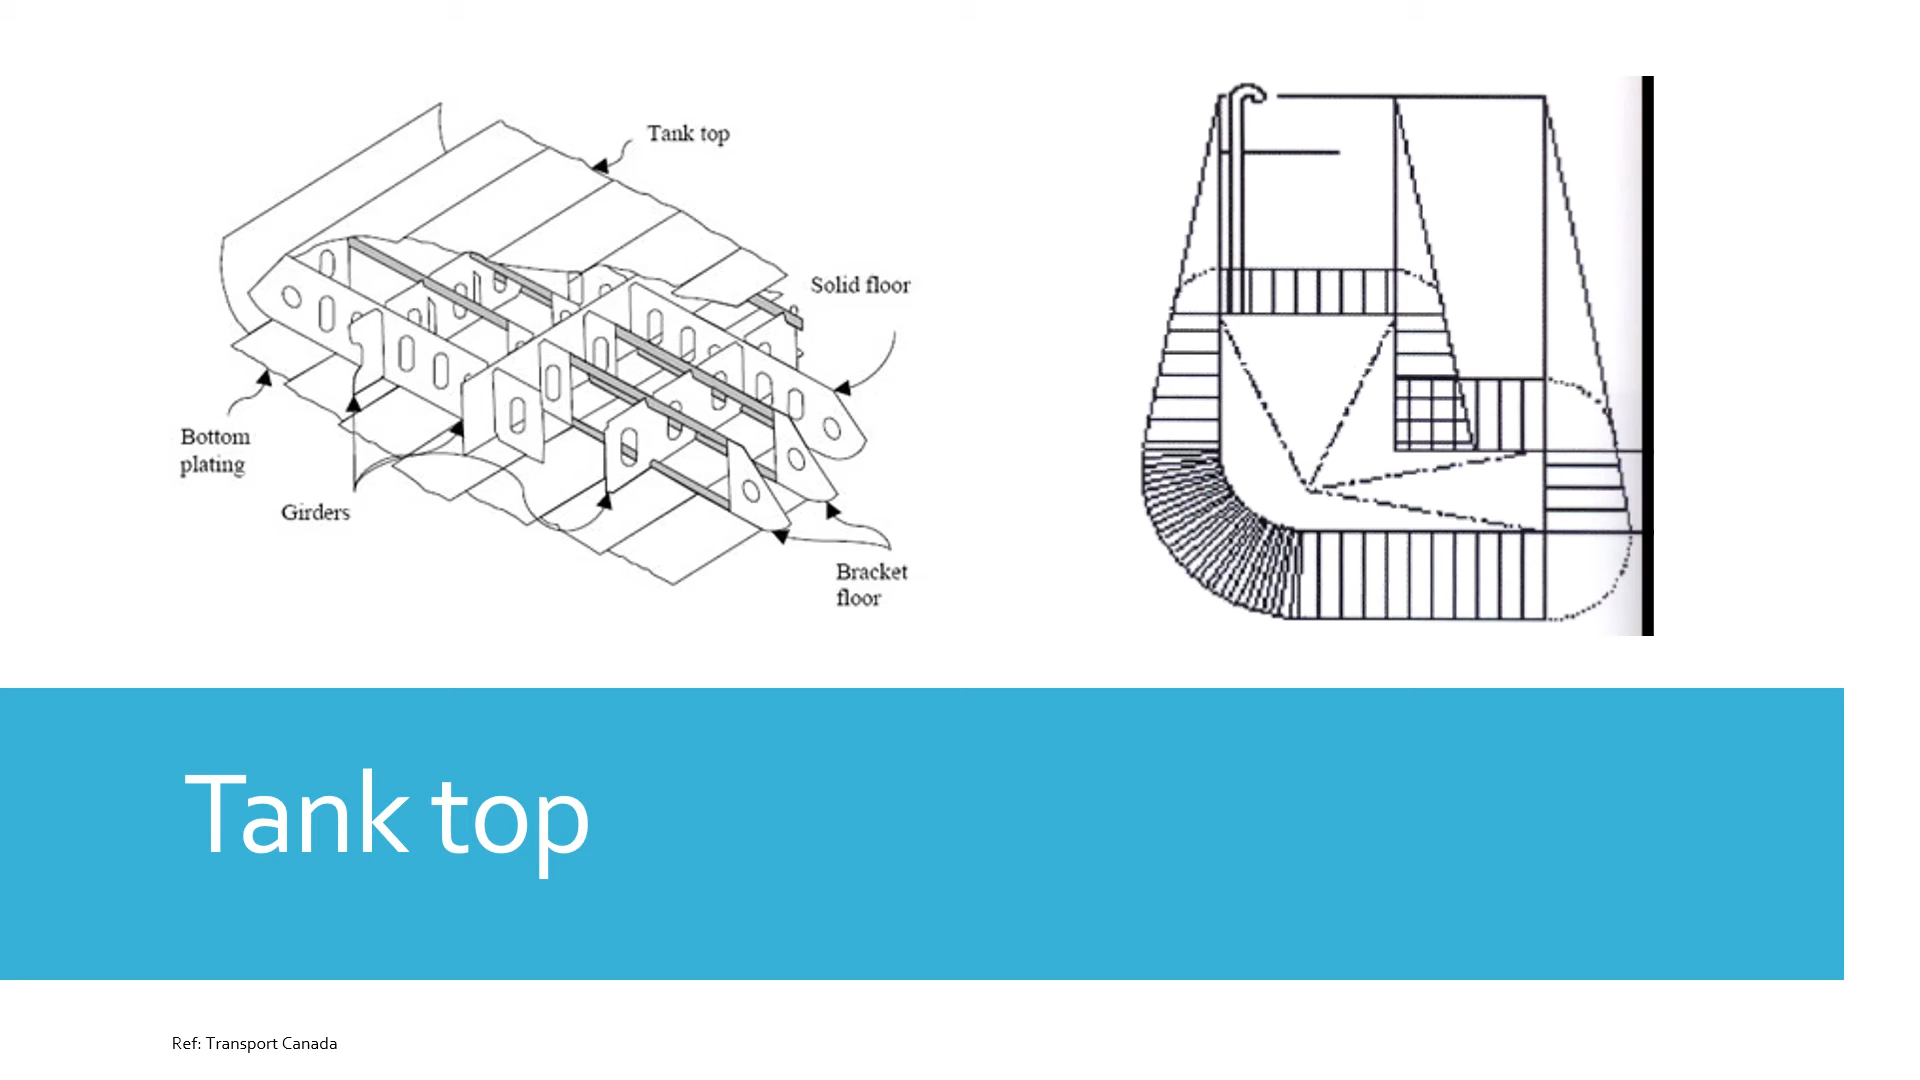 Tank top
Solid floor
Bottom
plating
Girders
Bracket
floor
Tank top
Ref: Transport Canada